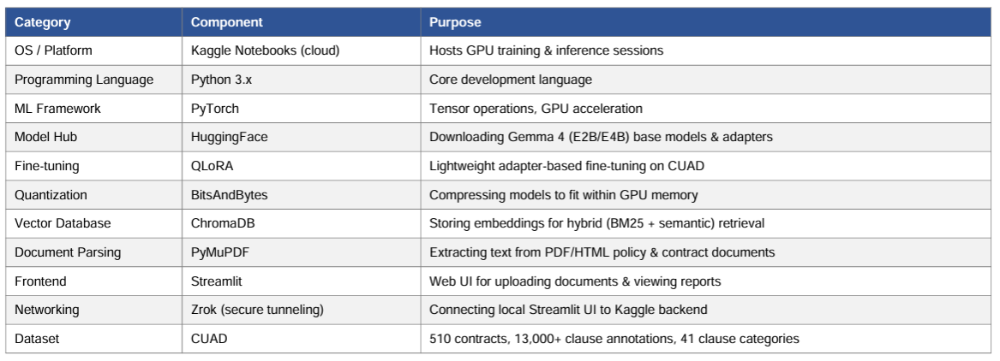 Category Component Purpose
OS / Platform Kaggle Notebooks (cloud) Hosts GPU training & inference sessions
Programming Language Python 3.x Core development language
ML Framework PyTorch Tensor operations, GPU acceleration
Model Hub HuggingFace Downloading Gemma 4 (E2B/E4B) base models & adapters
Fine-tuning QLoRA Lightweight adapter-based fine-tuning on CUAD
Quantization BitsAndBytes Compressing models to fit within GPU memory
Vector Database ChromaDB Storing embeddings for hybrid (BM25 + semantic) retrieval
Document Parsing PyMuPDF Extracting text from PDF/HTML policy & contract documents
Frontend Streamlit Web UI for uploading documents & viewing reports
Networking Zrok (secure tunneling) Connecting local Streamlit UI to Kaggle backend
Dataset CUAD 510 contracts, 13,000+ clause annotations, 41 clause categories